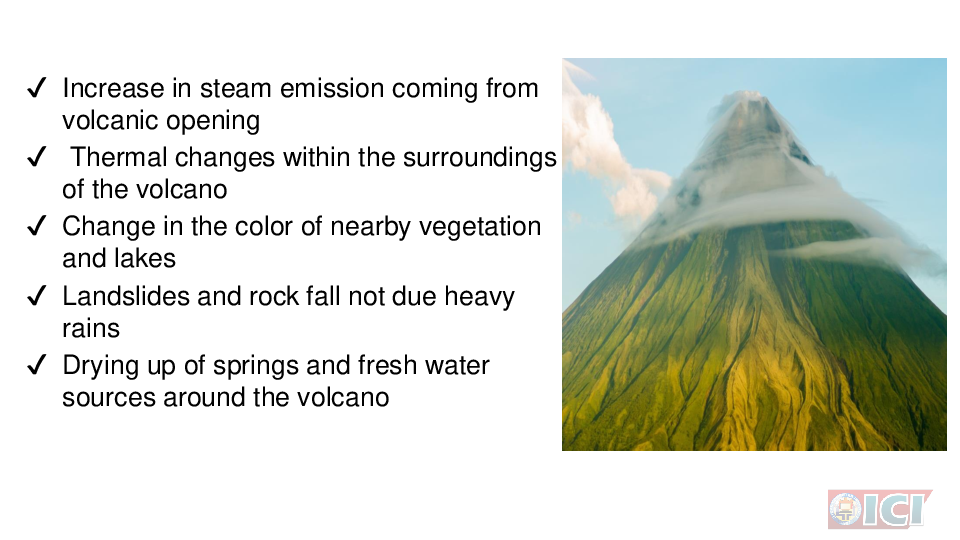 ✓ Increase in steam emission coming from
volcanic opening
✓ Thermal changes within the surroundings
of the volcano
✓ Change in the color of nearby vegetation
and lakes
✓ Landslides and rock fall not due heavy
rains
✓ Drying up of springs and fresh water
sources around the volcano
ICI